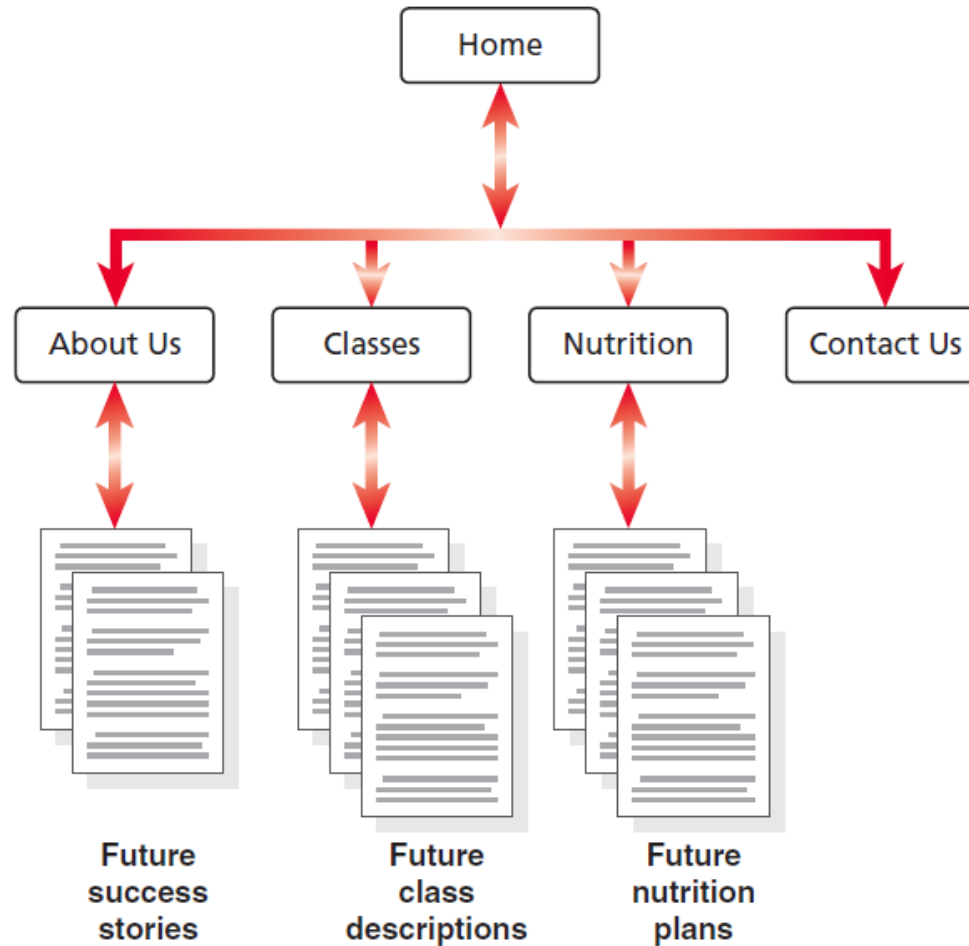 Home
About Us
Classes
Nutrition
Contact Us
Future
success
stories
Future
class
descriptions
Future
nutrition
plans